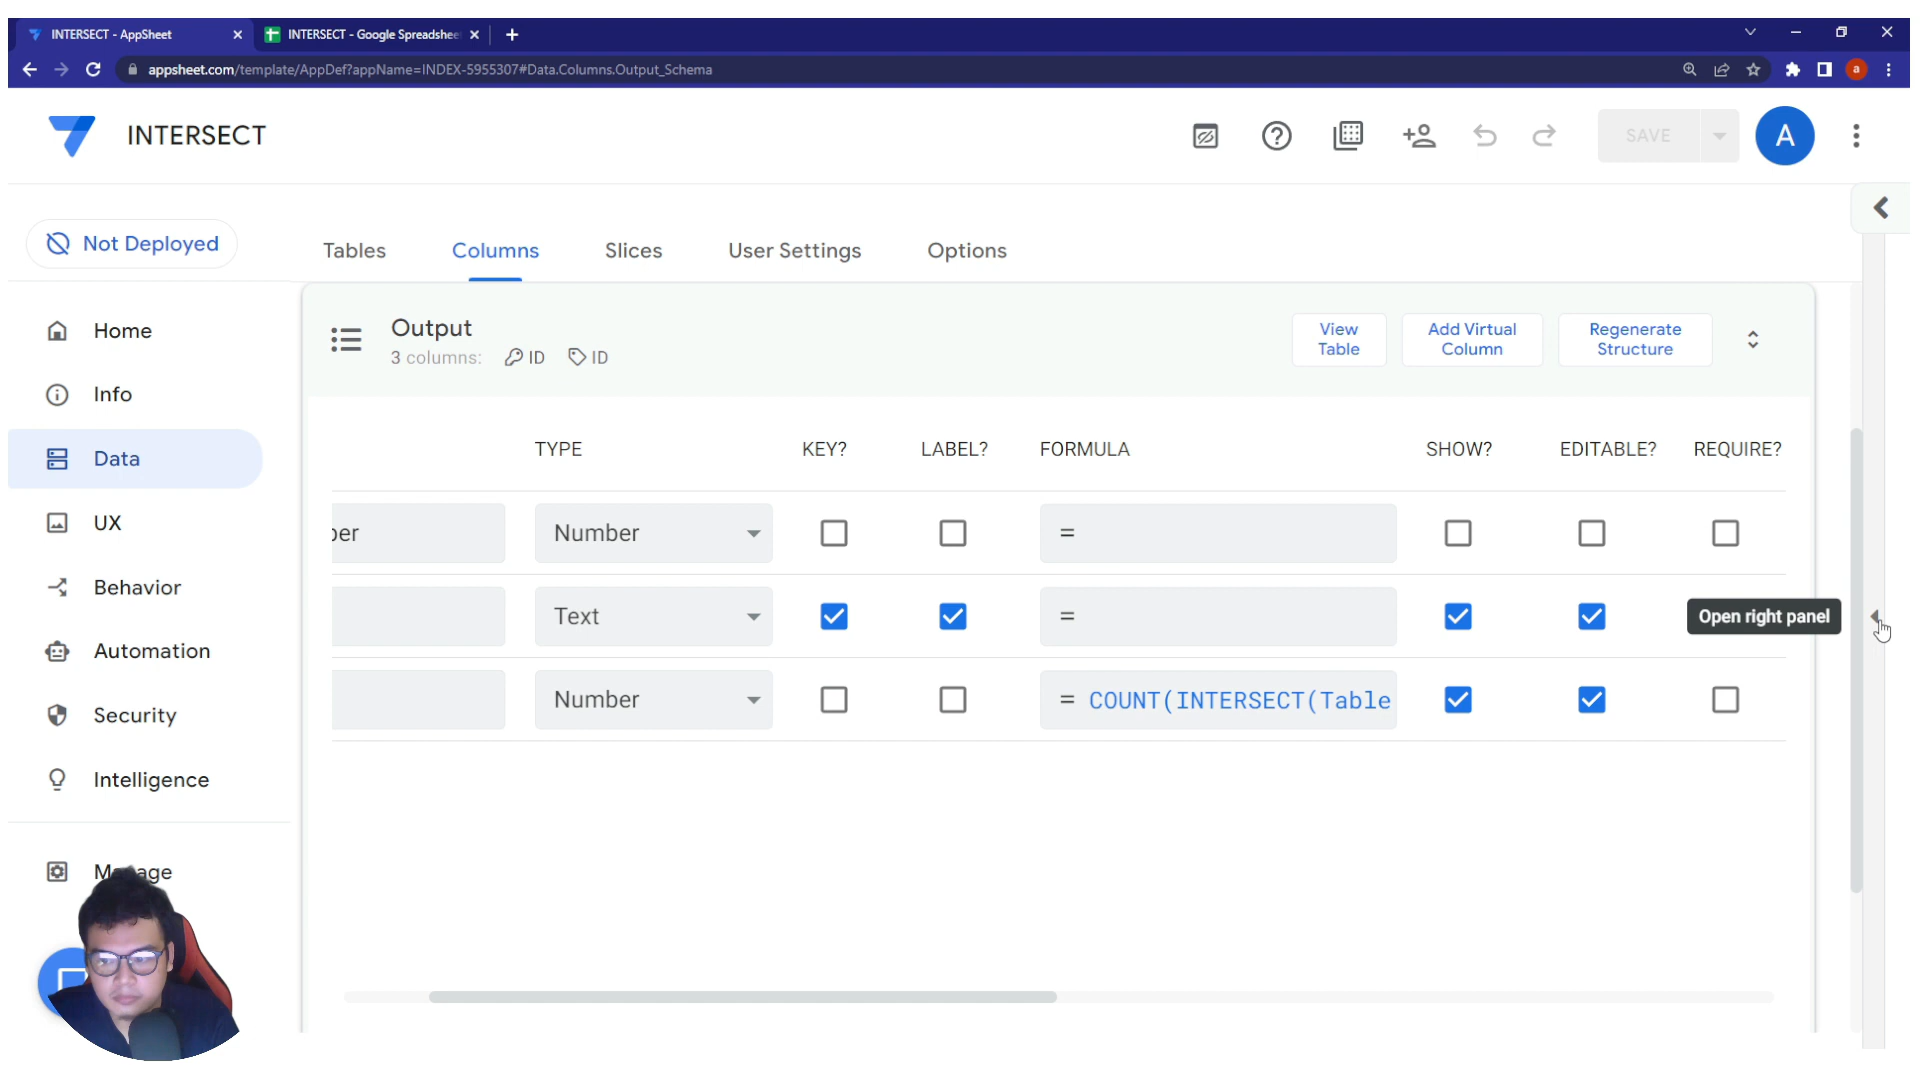 INTERSECT - AppSheet
INTERSECT - Google Spreadshee
appsheet.com/template/AppDef?appName=INDEX-5955307#Data.Columns.Output_Schema
a
INTERSECT
SAVE
A
Not Deployed
Tables
Columns
Slices
User Settings
Options
Home
Info
Data
UX
Behavior
Automation
Security
Intelligence
Manage
Output
3 columns: ID ID
View
Table
Add Virtual
Column
Regenerate
Structure
TYPE KEY? LABEL? FORMULA SHOW? EDITABLE? REQUIRE?
ber Number =
Text =
Open right panel
Number = COUNT(INTERSECT(Table